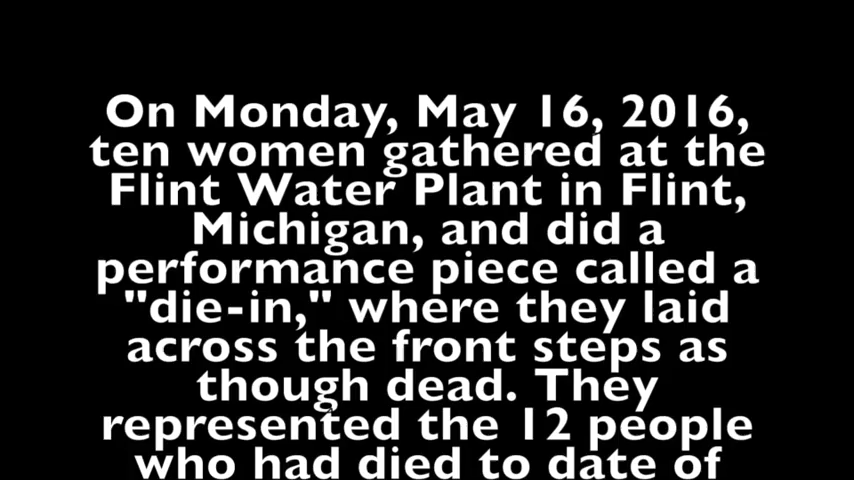 On Monday, May 16, 2016,
ten women gathered at the
Flint Water Plant in Flint,
Michigan, and did a
performance piece called a
"die-in," where they laid
across the front steps as
though dead. They
represented the 12 people
who had died to date of